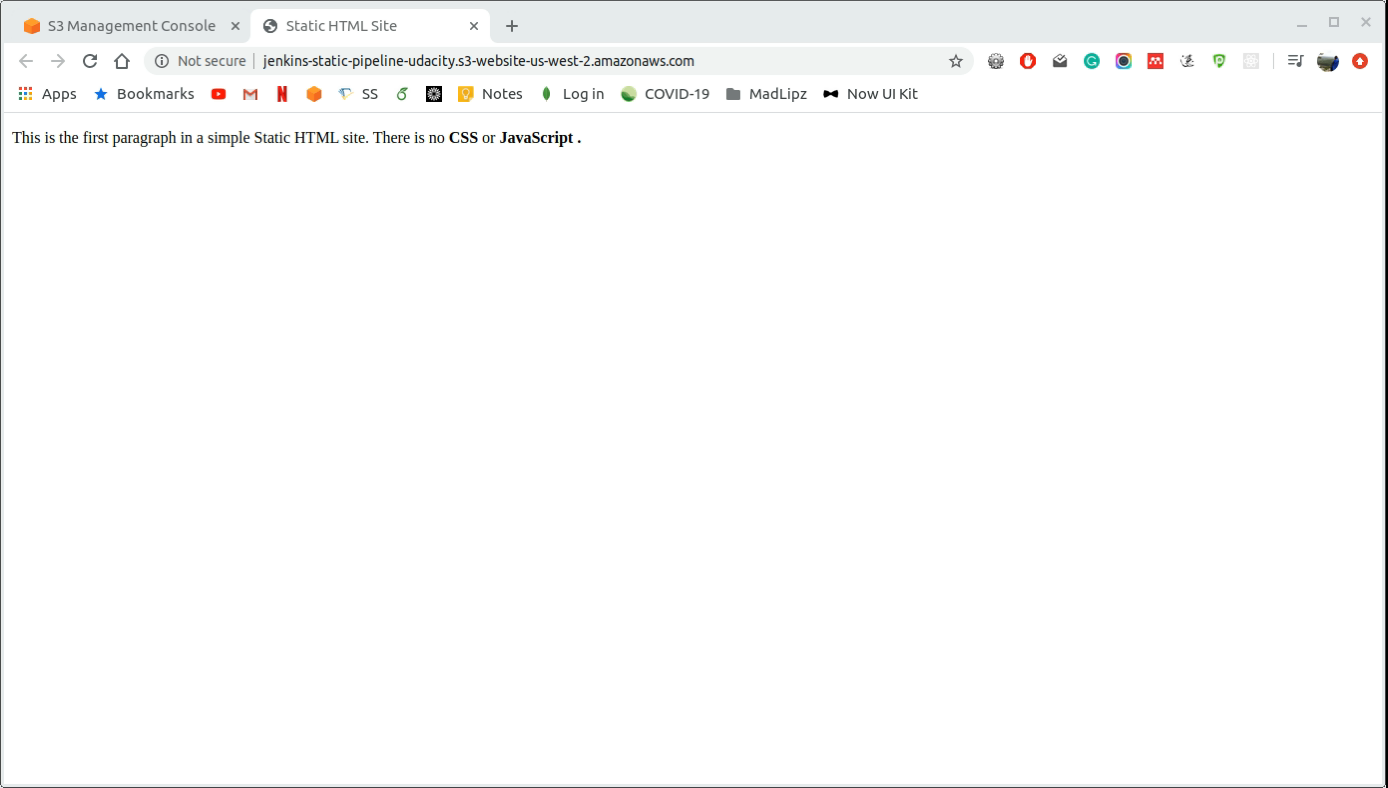 S3 Management Console
Static HTML Site
Not secure | jenkins-static-pipeline-udacity.s3-website-us-west-2.amazonaws.com
Apps Bookmarks SS Notes Log in COVID-19 MadLipz Now UI Kit
This is the first paragraph in a simple Static HTML site. There is no CSS or JavaScript .